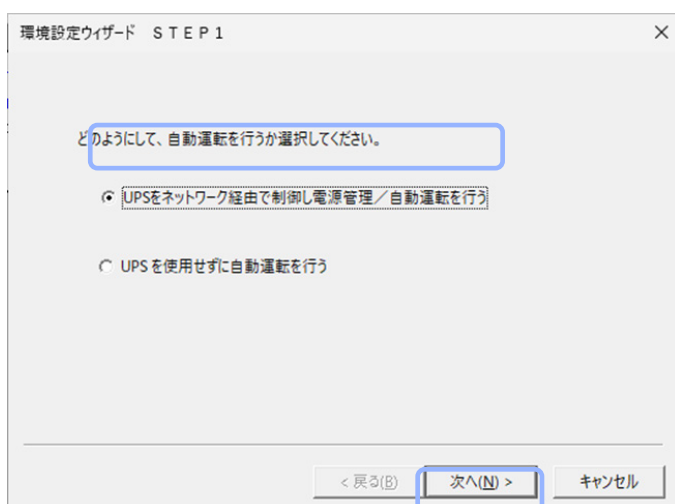 環境設定ウィザード　ＳＴＥＰ１
どのようにして、自動運転を行うか選択してください。
UPSをネットワーク経由で制御し電源管理／自動運転を行う
UPS を使用せずに自動運転を行う
< 戻る(B)
次へ(N) >
キャンセル